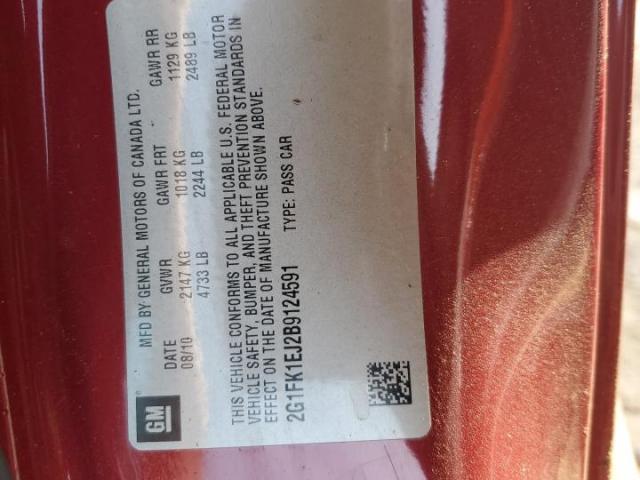 GM
MFD BY GENERAL MOTORS OF CANADA LTD.
DATE GVWR GAWR FRT GAWR RR
08/10 2147 KG 1018 KG 1129 KG
4733 LB 2244 LB 2489 LB
THIS VEHICLE CONFORMS TO ALL APPLICABLE U.S. FEDERAL MOTOR
VEHICLE SAFETY, BUMPER, AND THEFT PREVENTION STANDARDS IN
EFFECT ON THE DATE OF MANUFACTURE SHOWN ABOVE.
2G1FK1EJ2B9124591 TYPE: PASS CAR